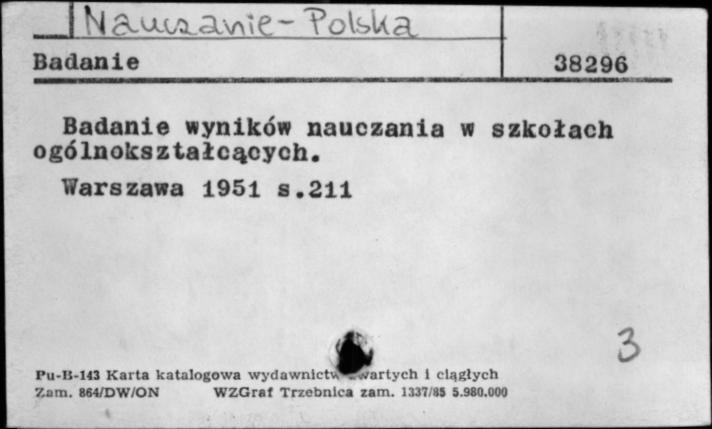 Nauczanie - Polska
Badanie 38296
Badanie wyników nauczania w szkołach
ogólnokształcących.
Warszawa 1951 s.211
3
Pu-B-143 Karta katalogowa wydawnictw zwartych i ciągłych
Zam. 864/DW/ON WZGraf Trzebnica zam. 1337/85 5.980.000